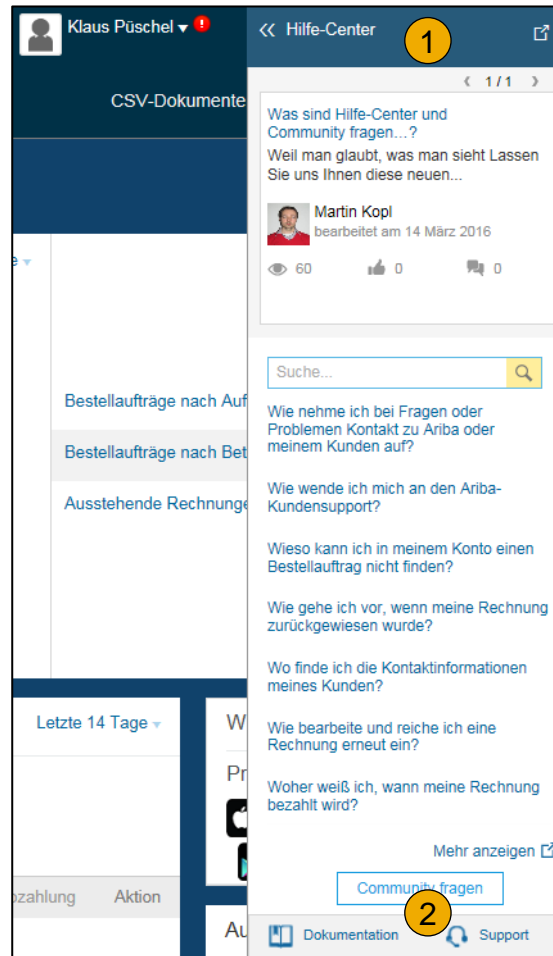 Klaus Püschel
!
CSV-Dokumente
e
Bestellaufträge nach Auf
Bestellaufträge nach Bet
Ausstehende Rechnunge
Letzte 14 Tage
W
Pr
ozahlung Aktion
Au
Hilfe-Center
1
1 / 1
Was sind Hilfe-Center und
Community fragen...?
Weil man glaubt, was man sieht Lassen
Sie uns Ihnen diese neuen...
Martin Kopl
bearbeitet am 14 März 2016
60 0 0
Suche...
Wie nehme ich bei Fragen oder
Problemen Kontakt zu Ariba oder
meinem Kunden auf?
Wie wende ich mich an den Ariba-
Kundensupport?
Wieso kann ich in meinem Konto einen
Bestellauftrag nicht finden?
Wie gehe ich vor, wenn meine Rechnung
zurückgewiesen wurde?
Wo finde ich die Kontaktinformationen
meines Kunden?
Wie bearbeite und reiche ich eine
Rechnung erneut ein?
Woher weiß ich, wann meine Rechnung
bezahlt wird?
Mehr anzeigen
Community fragen
2
Dokumentation Support